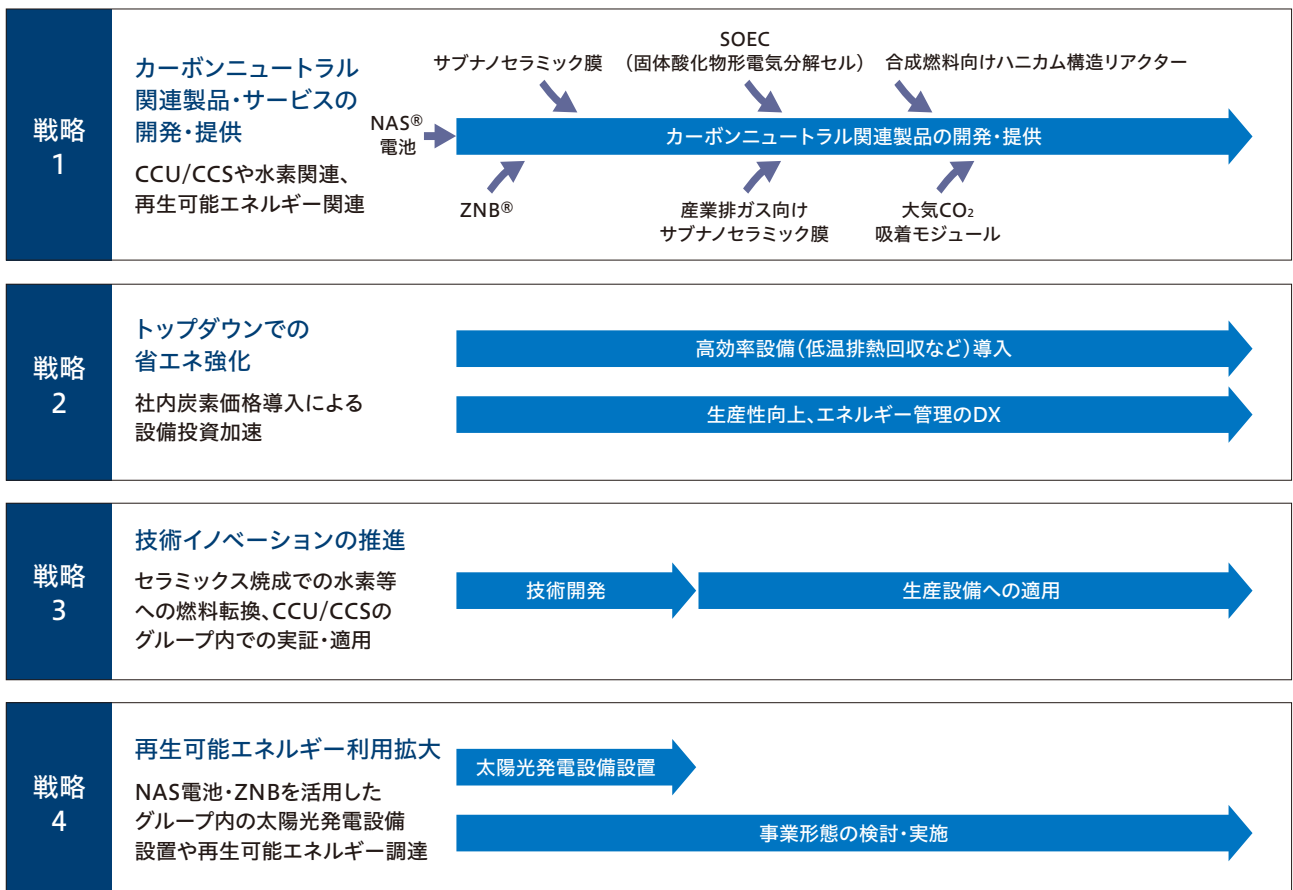 戦略
1
カーボンニュートラル
関連製品・サービスの
開発・提供
CCU/CCSや水素関連、
再生可能エネルギー関連
NAS®
電池
サブナノセラミック膜
SOEC
（固体酸化物形電気分解セル）
合成燃料向けハニカム構造リアクター
カーボンニュートラル関連製品の開発・提供
ZNB®
産業排ガス向け
サブナノセラミック膜
大気CO₂
吸着モジュール
戦略
2
トップダウンでの
省エネ強化
社内炭素価格導入による
設備投資加速
高効率設備（低温排熱回収など）導入
生産性向上、エネルギー管理のDX
戦略
3
技術イノベーションの推進
セラミックス焼成での水素等
への燃料転換、CCU/CCSの
グループ内での実証・適用
技術開発
生産設備への適用
戦略
4
再生可能エネルギー利用拡大
NAS電池・ZNBを活用した
グループ内の太陽光発電設備
設置や再生可能エネルギー調達
太陽光発電設備設置
事業形態の検討・実施